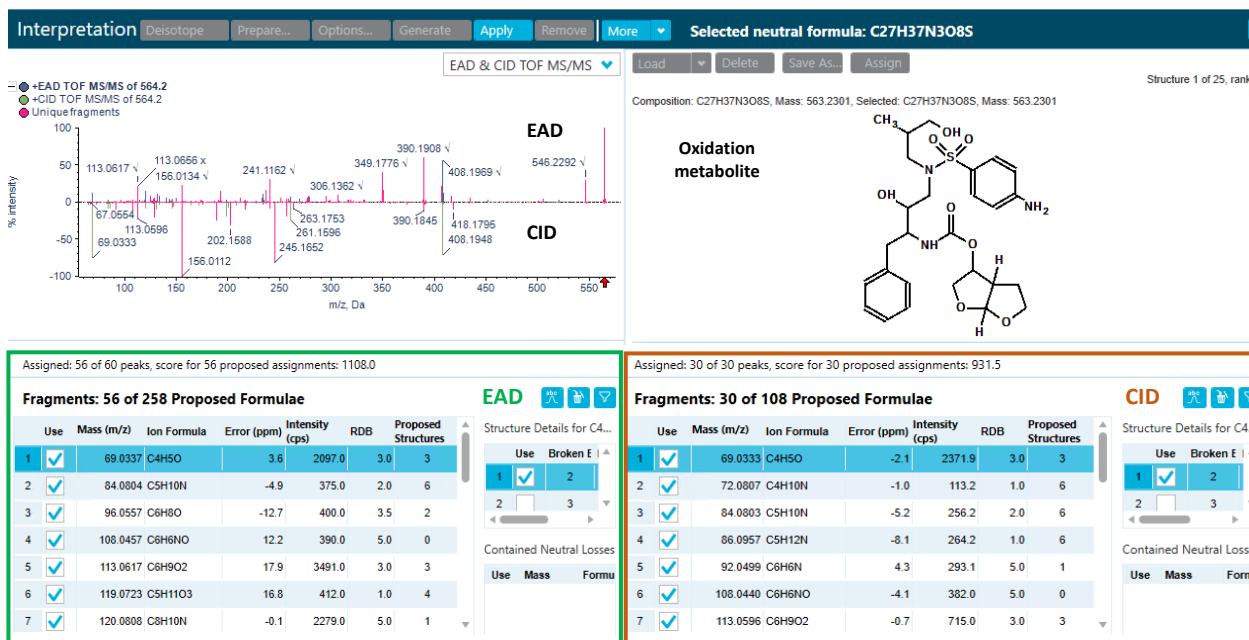 Interpretation Deisotope Prepare... Options... Generate Apply Remove More Selected neutral formula: C27H37N3O8S
EAD & CID TOF MS/MS
+EAD TOF MS/MS of 564.2
+CID TOF MS/MS of 564.2
Unique fragments
EAD
CID
% intensity
100
50
0
-50
-100
113.0617 √
113.0656 x
156.0134 √
241.1162 √
306.1362 √
349.1776 √
390.1908 √
408.1969 √
546.2292 √
67.0554
69.0333
113.0596
156.0112
202.1588
245.1652
263.1753
261.1596
390.1845
418.1795
408.1948
100 150 200 250 300 350 400 450 500 550
m/z, Da
Load Delete Save As... Assign
Structure 1 of 25, rank
Composition: C27H37N3O8S, Mass: 563.2301, Selected: C27H37N3O8S, Mass: 563.2301
Oxidation
metabolite
CH3
OH
O
O
S
N
OH
NH2
O
NH
O
H
O
O
H
Assigned: 56 of 60 peaks, score for 56 proposed assignments: 1108.0
Fragments: 56 of 258 Proposed Formulae
EAD
abc
Use Mass (m/z) Ion Formula Error (ppm) Intensity (cps) RDB Proposed Structures
1 69.0337 C4H5O 3.6 2097.0 3.0 3
2 84.0804 C5H10N -4.9 375.0 2.0 6
3 96.0557 C6H8O -12.7 400.0 3.5 2
4 108.0457 C6H6NO 12.2 390.0 5.0 0
5 113.0617 C6H9O2 17.9 3491.0 3.0 3
6 119.0723 C5H11O3 16.8 412.0 1.0 4
7 120.0808 C8H10N -0.1 2279.0 5.0 1
Structure Details for C4...
Use Broken E
1 2
2 3
Contained Neutral Losses
Use Mass Formu
Assigned: 30 of 30 peaks, score for 30 proposed assignments: 931.5
Fragments: 30 of 108 Proposed Formulae
CID
abc
Use Mass (m/z) Ion Formula Error (ppm) Intensity (cps) RDB Proposed Structures
1 69.0333 C4H5O -2.1 2371.9 3.0 3
2 72.0807 C4H10N -1.0 113.2 1.0 6
3 84.0803 C5H10N -5.2 256.2 2.0 6
4 86.0957 C5H12N -8.1 264.2 1.0 6
5 92.0499 C6H6N 4.3 293.1 5.0 1
6 108.0440 C6H6NO -4.1 382.0 5.0 0
7 113.0596 C6H9O2 -0.7 715.0 3.0 3
Structure Details for C4
Use Broken E
1 2
2 3
Contained Neutral Loss
Use Mass Form